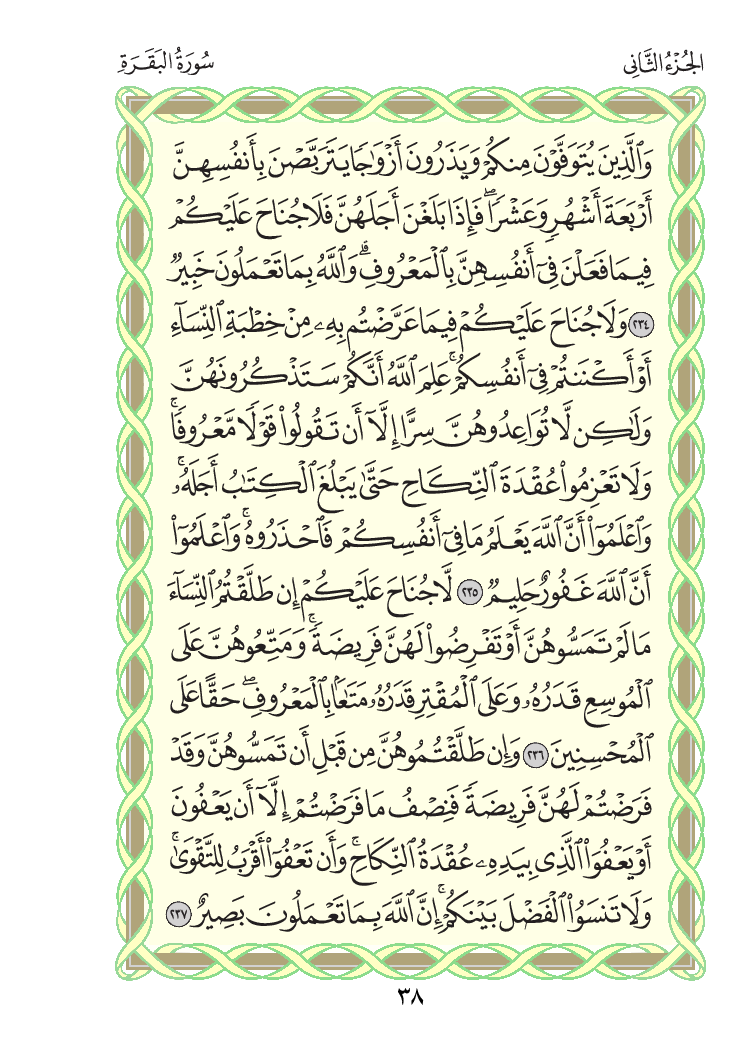 الجُزْءُ الثَّانِي
سُورَةُ البَقَرَةِ
وَٱلَّذِينَ يُتَوَفَّوۡنَ مِنكُمۡ وَيَذَرُونَ أَزۡوَٰجٗا يَتَرَبَّصۡنَ بِأَنفُسِهِنَّ
أَرۡبَعَةَ أَشۡهُرٖ وَعَشۡرٗاۖ فَإِذَا بَلَغۡنَ أَجَلَهُنَّ فَلَا جُنَاحَ عَلَيۡكُمۡ
فِيمَا فَعَلۡنَ فِيٓ أَنفُسِهِنَّ بِٱلۡمَعۡرُوفِۗ وَٱللَّهُ بِمَا تَعۡمَلُونَ خَبِيرٞ
٢٣٤ وَلَا جُنَاحَ عَلَيۡكُمۡ فِيمَا عَرَّضۡتُم بِهِۦ مِنۡ خِطۡبَةِ ٱلنِّسَآءِ
أَوۡ أَكۡنَنتُمۡ فِيٓ أَنفُسِكُمۡۚ عَلِمَ ٱللَّهُ أَنَّكُمۡ سَتَذۡكُرُونَهُنَّ
وَلَٰكِن لَّا تُوَاعِدُوهُنَّ سِرًّا إِلَّآ أَن تَقُولُواْ قَوۡلٗا مَّعۡرُوفٗاۚ
وَلَا تَعۡزِمُواْ عُقۡدَةَ ٱلنِّكَاحِ حَتَّىٰ يَبۡلُغَ ٱلۡكِتَٰبُ أَجَلَهُۥۚ
وَٱعۡلَمُوٓاْ أَنَّ ٱللَّهَ يَعۡلَمُ مَا فِيٓ أَنفُسِكُمۡ فَٱحۡذَرُوهُۚ وَٱعۡلَمُوٓاْ
أَنَّ ٱللَّهَ غَفُورٌ حَلِيمٞ ٢٣٥ لَّا جُنَاحَ عَلَيۡكُمۡ إِن طَلَّقۡتُمُ ٱلنِّسَآءَ
مَا لَمۡ تَمَسُّوهُنَّ أَوۡ تَفۡرِضُواْ لَهُنَّ فَرِيضَةٗۚ وَمَتِّعُوهُنَّ عَلَى
ٱلۡمُوسِعِ قَدَرُهُۥ وَعَلَى ٱلۡمُقۡتِرِ قَدَرُهُۥ مَتَٰعَۢا بِٱلۡمَعۡرُوفِۖ حَقًّا عَلَى
ٱلۡمُحۡسِنِينَ ٢٣٦ وَإِن طَلَّقۡتُمُوهُنَّ مِن قَبۡلِ أَن تَمَسُّوهُنَّ وَقَدۡ
فَرَضۡتُمۡ لَهُنَّ فَرِيضَةٗ فَنِصۡفُ مَا فَرَضۡتُمۡ إِلَّآ أَن يَعۡفُونَ
أَوۡ يَعۡفُوَاْ ٱلَّذِي بِيَدِهِۦ عُقۡدَةُ ٱلنِّكَاحِۚ وَأَن تَعۡفُوٓاْ أَقۡرَبُ لِلتَّقۡوَىٰۚ
وَلَا تَنسَوُاْ ٱلۡفَضۡلَ بَيۡنَكُمۡۚ إِنَّ ٱللَّهَ بِمَا تَعۡمَلُونَ بَصِيرٌ ٢٣٧
٣٨